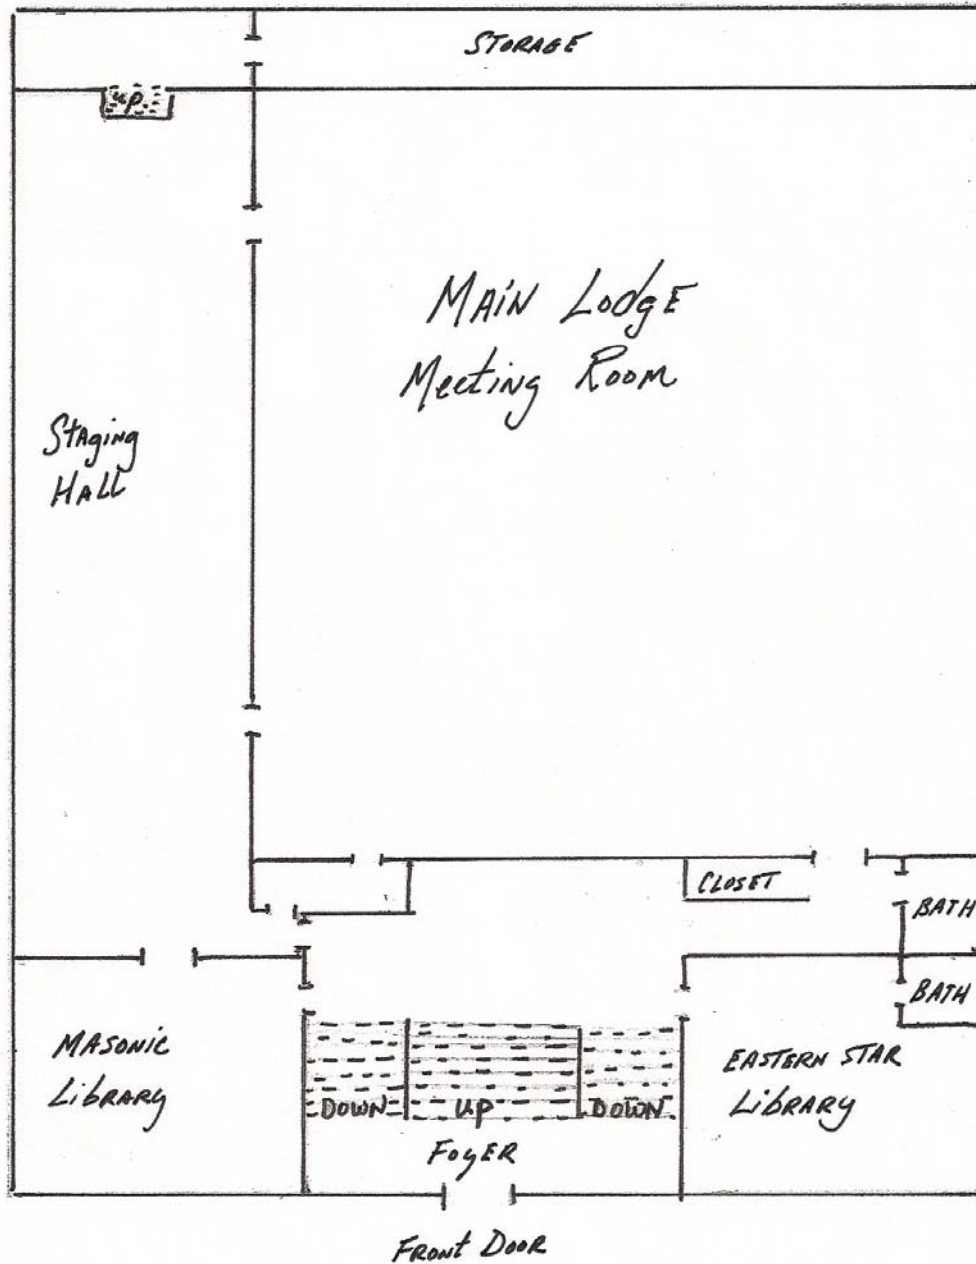 STORAGE
up.
MAIN LODGE
Meeting Room
Staging
HALL
CLOSET
BATH
BATH
MASONIC
Library
EASTERN STAR
Library
DOWN
UP
DOWN
FOYER
FRONT DOOR